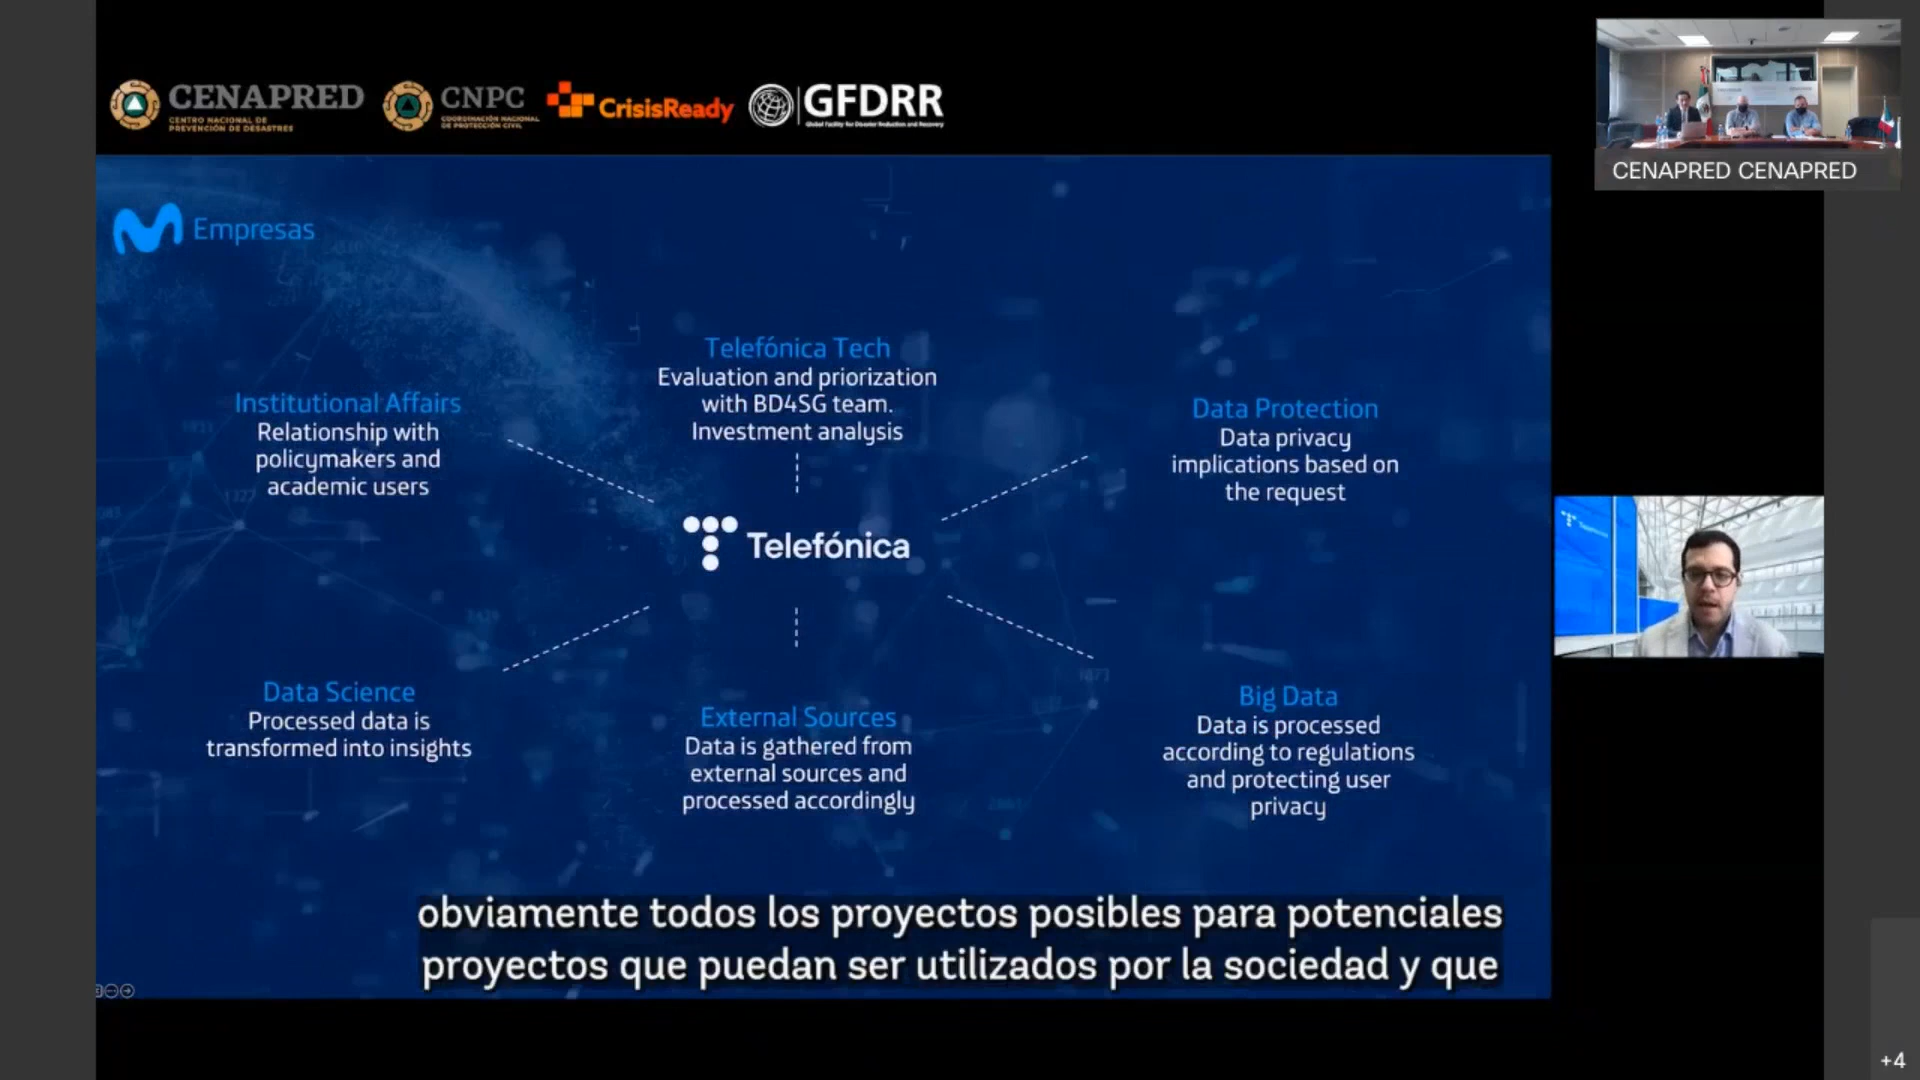 CENAPRED
CENTRO NACIONAL DE
PREVENCIÓN DE DESASTRES
CNPC
COORDINACIÓN NACIONAL
DE PROTECCIÓN CIVIL
CrisisReady
GFDRR
Global Facility for Disaster Reduction and Recovery
CENAPRED CENAPRED
Empresas
Telefónica Tech
Evaluation and priorization
with BD4SG team.
Investment analysis
Institutional Affairs
Relationship with
policymakers and
academic users
Data Protection
Data privacy
implications based on
the request
Telefónica
Data Science
Processed data is
transformed into insights
External Sources
Data is gathered from
external sources and
processed accordingly
Big Data
Data is processed
according to regulations
and protecting user
privacy
obviamente todos los proyectos posibles para potenciales
proyectos que puedan ser utilizados por la sociedad y que
+4